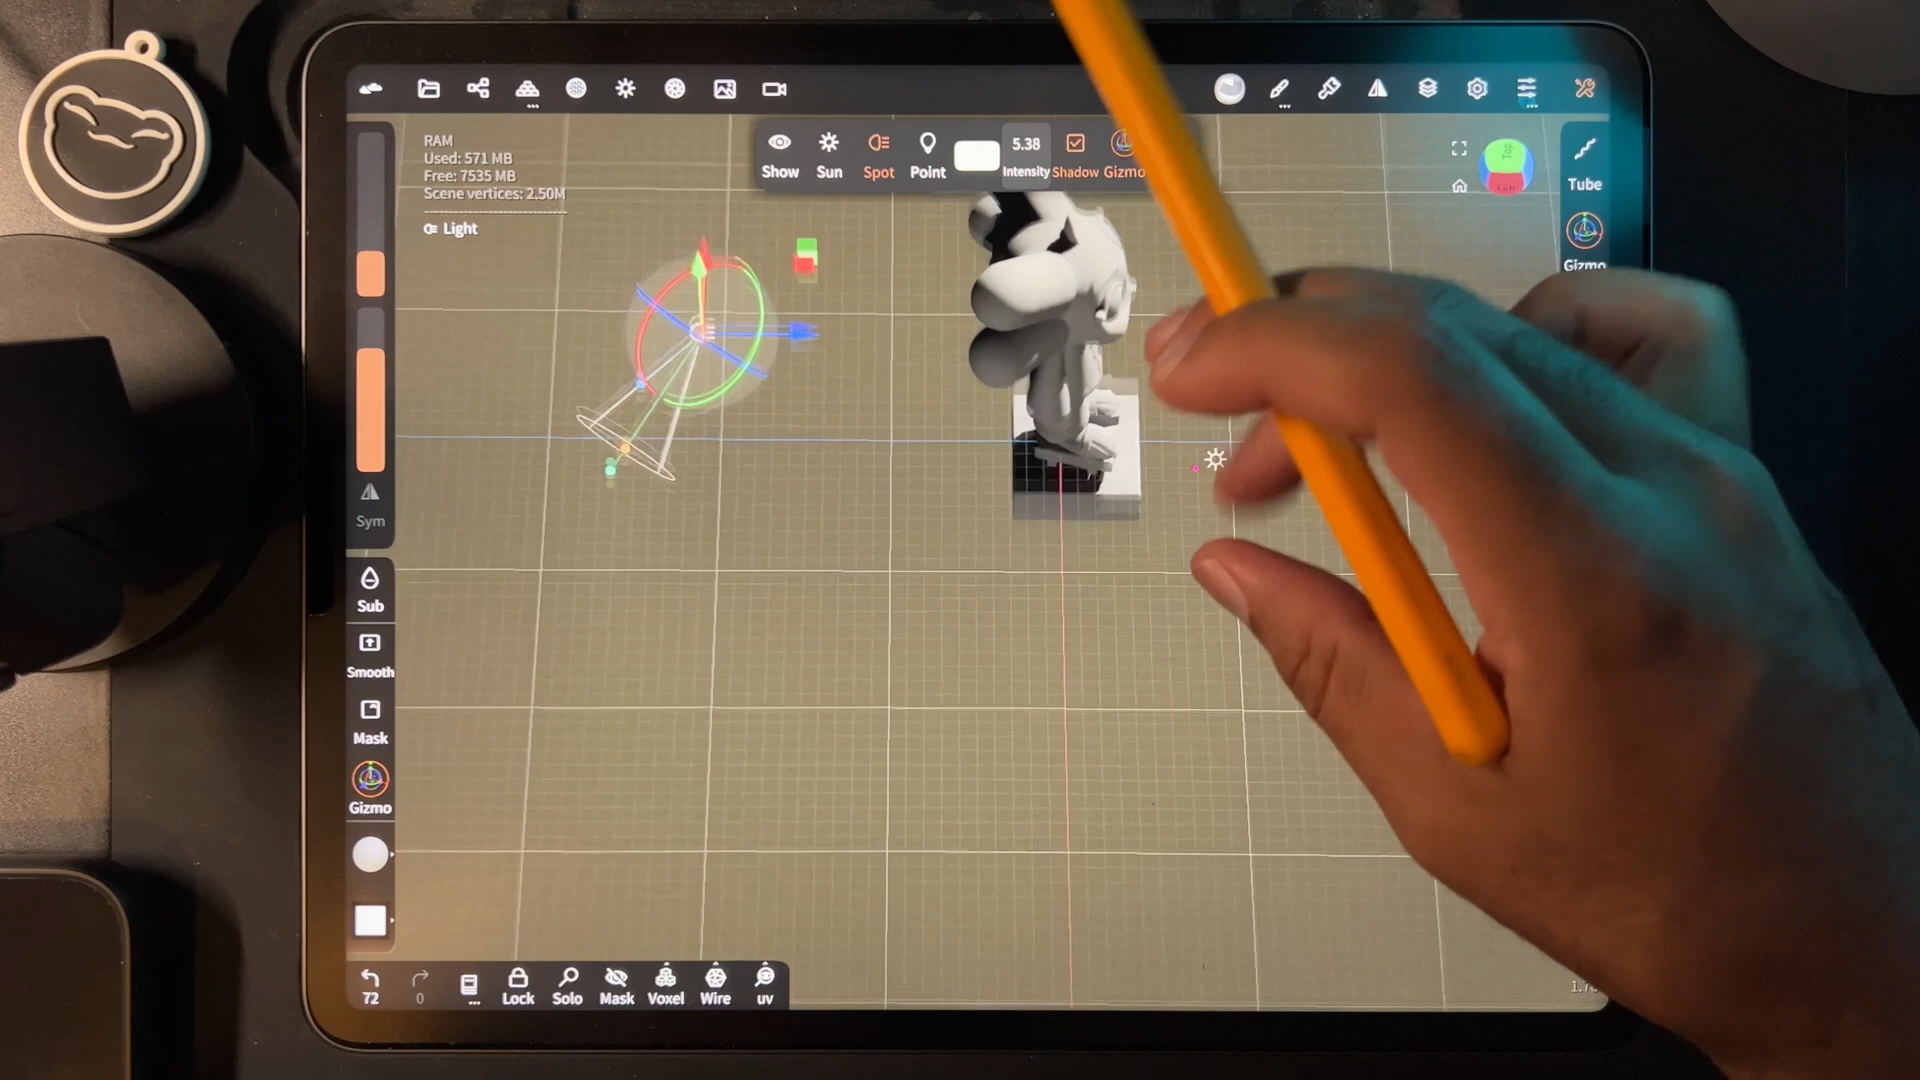 RAM
Used: 571 MB
Free: 7535 MB
Scene vertices: 2.50M
Light
Show
Sun
Spot
Point
5.38
Intensity
Shadow
Gizmo
Top
Tube
Gizmo
Sym
Sub
Smooth
Mask
Gizmo
72
0
Lock
Solo
Mask
Voxel
Wire
uv